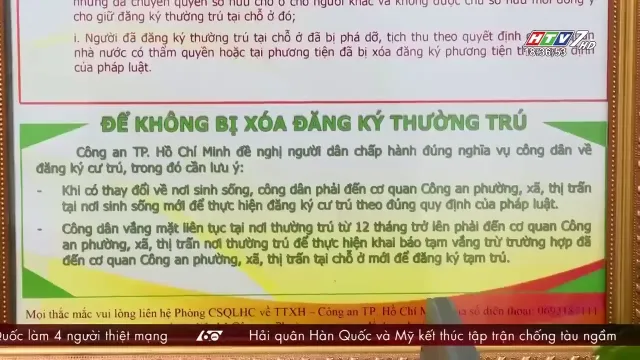 nhưng đã chuyển quyền sở hữu chỗ ở cho người khác và không được chủ sở hữu mới đồng ý
cho giữ đăng ký thường trú tại chỗ ở đó;
i. Người đã đăng ký thường trú tại chỗ ở đã bị phá dỡ, tịch thu theo quyết định
nhà nước có thẩm quyền hoặc tại phương tiện đã bị xóa đăng ký phương tiện định
của pháp luật.
HTV7 HD
18:36:53
ĐỂ KHÔNG BỊ XÓA ĐĂNG KÝ THƯỜNG TRÚ
Công an TP. Hồ Chí Minh đề nghị người dân chấp hành đúng nghĩa vụ công dân về
đăng ký cư trú, trong đó cần lưu ý:
- Khi có thay đổi về nơi sinh sống, công dân phải đến cơ quan Công an phường, xã, thị trấn
tại nơi sinh sống mới để thực hiện đăng ký cư trú theo đúng quy định của pháp luật.
- Công dân vắng mặt liên tục tại nơi thường trú từ 12 tháng trở lên phải đến cơ quan Công
an phường, xã, thị trấn nơi thường trú để thực hiện khai báo tạm vắng trừ trường hợp đã
đến cơ quan Công an phường, xã, thị trấn tại chỗ ở mới để đăng ký tạm trú.
Mọi thắc mắc vui lòng liên hệ Phòng CSQLHC về TTXH – Công an TP. Hồ Chí số điện thoại:
Quốc làm 4 người thiệt mạng 60 Hải quân Hàn Quốc và Mỹ kết thúc tập trận chống tàu ngầm